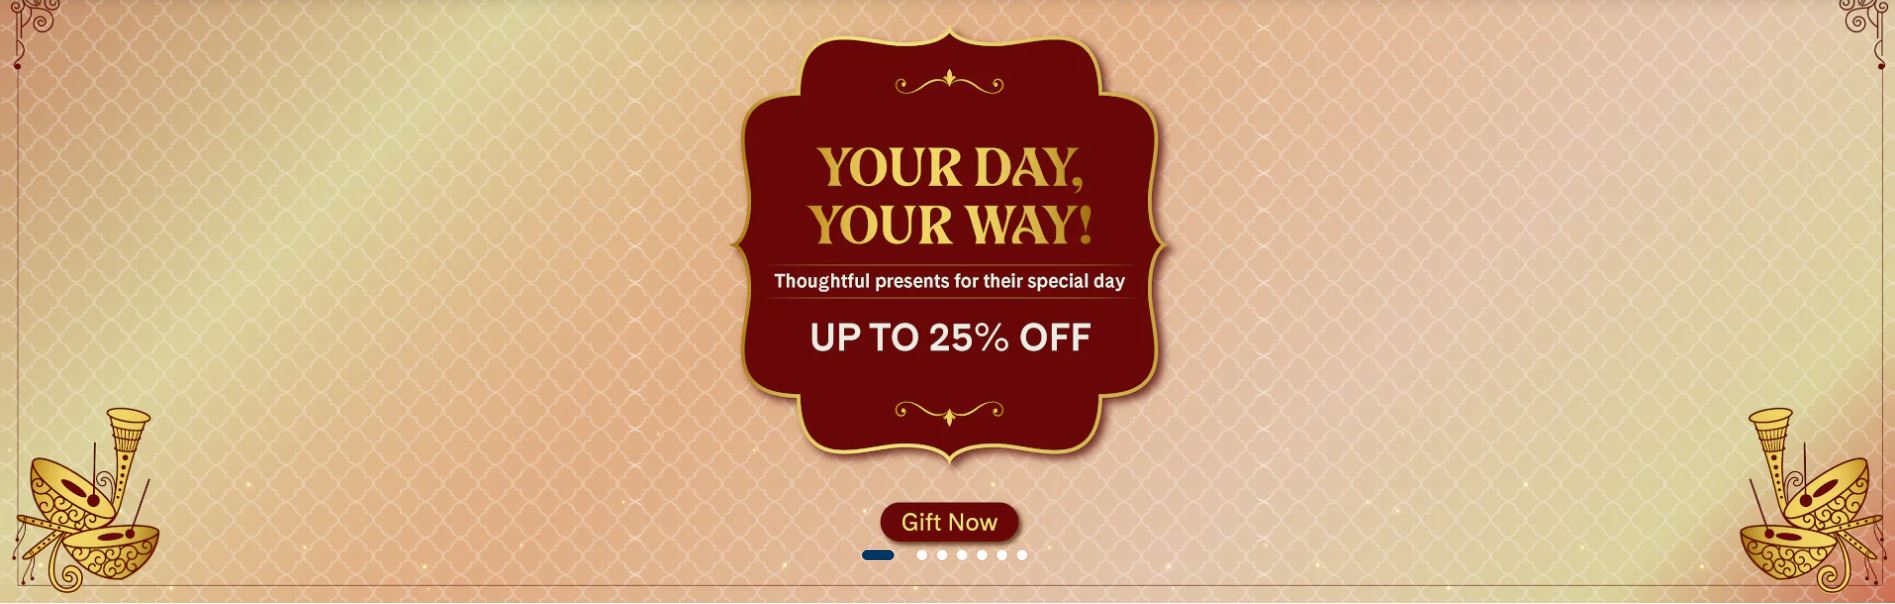 YOUR DAY,
YOUR WAY!
Thoughtful presents for their special day
UP TO 25% OFF
Gift Now